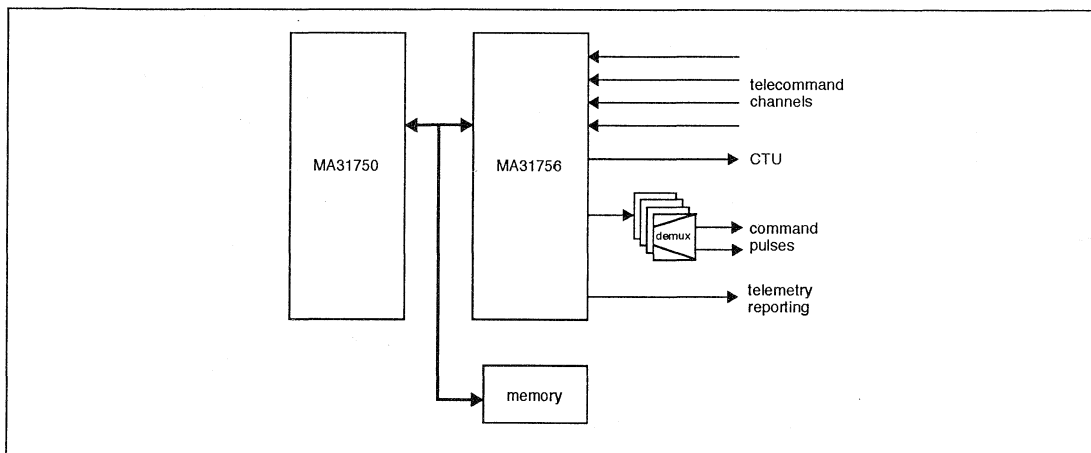 MA31750
MA31756
telecommand
channels
CTU
demux
command
pulses
telemetry
reporting
memory